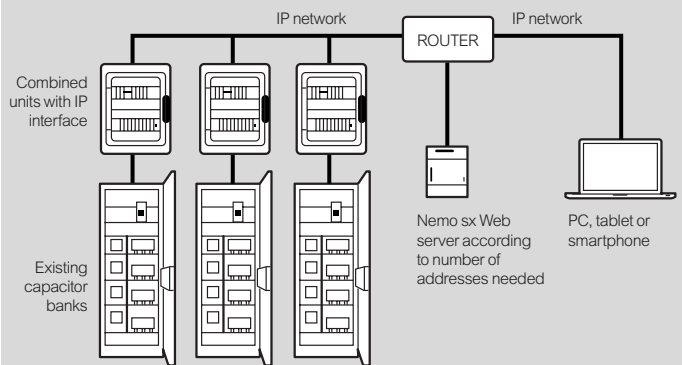 IP network
IP network
ROUTER
Combined
units with IP
interface
Existing
capacitor
banks
Nemo sx Web
server according
to number of
addresses needed
PC, tablet or
smartphone